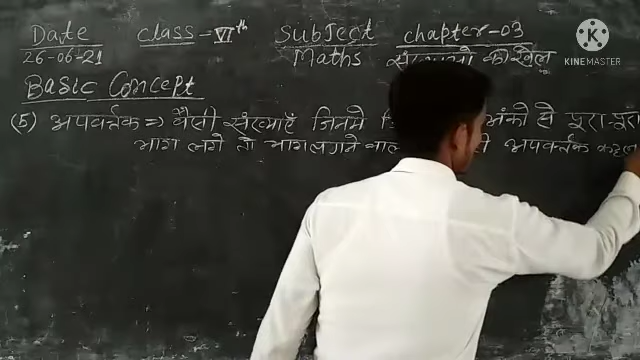 Date class - VIth Subject chapter-03
26-06-21 Maths संख्याओं का खेल
KINEMASTER
Basic Concept
(5) अपवर्तक ⇒ वैसी संख्याएं जिनमे अंको से पूरा-पूरा
भाग लगे तो भाग लगाने वाल अपवर्तक कहल